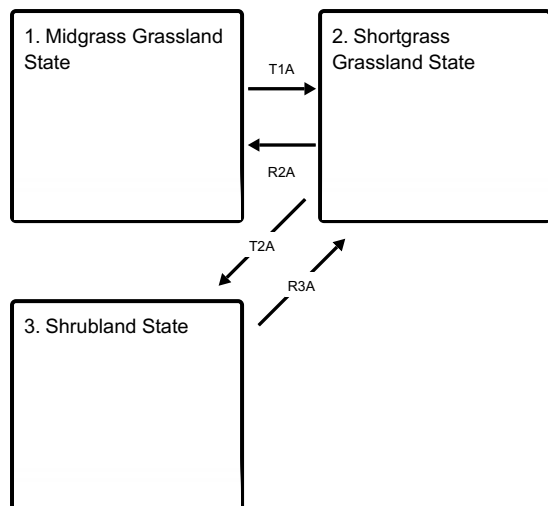 1. Midgrass Grassland
State
2. Shortgrass
Grassland State
T1A
R2A
T2A
R3A
3. Shrubland State